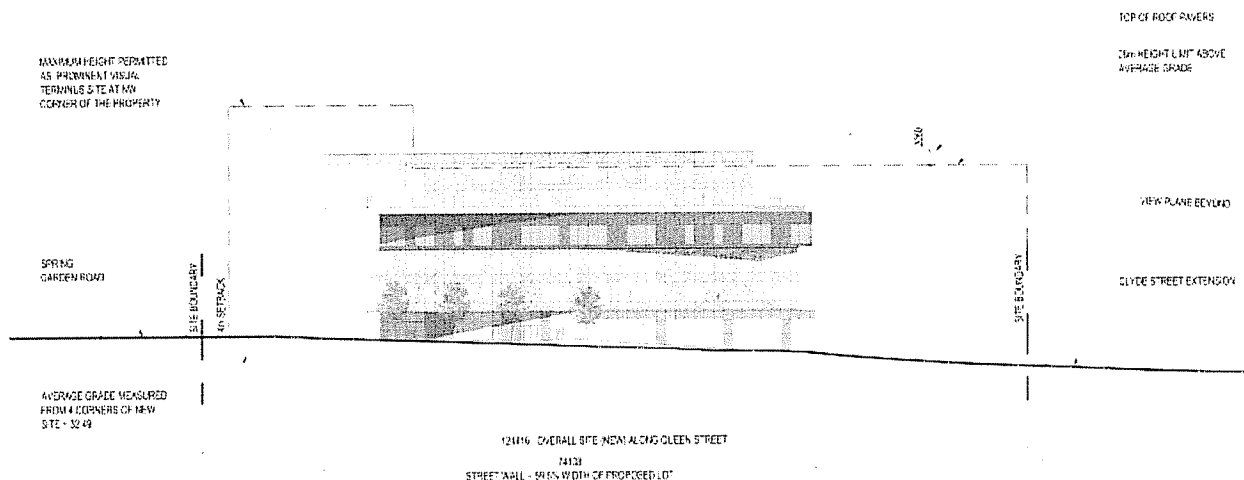 TOP OF ROOF PAVERS
MAXIMUM HEIGHT PERMITTED
AS PROMINENT VISUAL
TERMINUS SITE AT NW
CORNER OF THE PROPERTY
HEIGHT LIMIT ABOVE
AVERAGE GRADE
VIEW PLANE BEYOND
SPRING
GARDEN ROAD
SITE BOUNDARY
4m SETBACK
SITE BOUNDARY
CLYDE STREET EXTENSION
AVERAGE GRADE MEASURED
FROM 4 CORNERS OF NEW
SITE = 32.49
OVERALL SITE (NEW) ALONG QUEEN STREET
STREET WALL = 59.6% WIDTH OF PROPOSED LOT